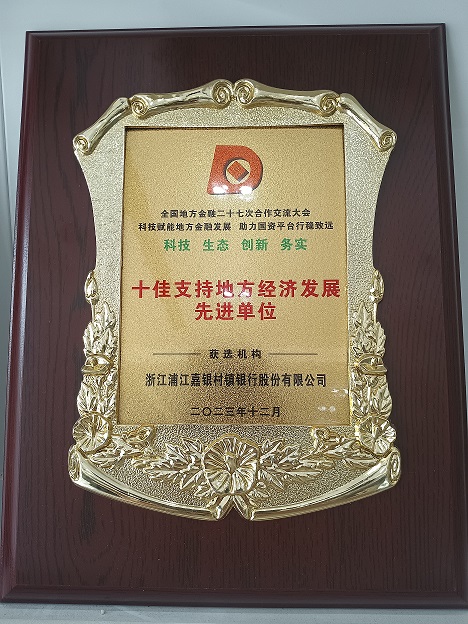 全国地方金融二十七次合作交流大会
科技赋能地方金融发展 助力国资平台行稳致远
科技 生态 创新 务实
十佳支持地方经济发展
先进单位
获选机构
浙江浦江嘉银村镇银行股份有限公司
二〇二三年十二月